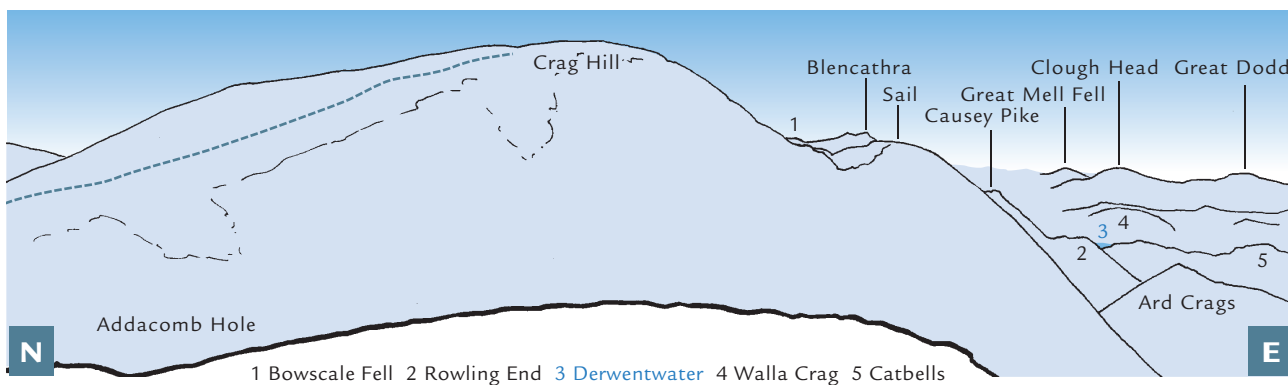 Crag Hill
Blencathra
Clough Head
Great Dodd
Sail
Great Mell Fell
Causey Pike
1
4
3
2
5
Ard Crags
Addacomb Hole
N
E
1 Bowscale Fell 2 Rowling End 3 Derwentwater 4 Walla Crag 5 Catbells